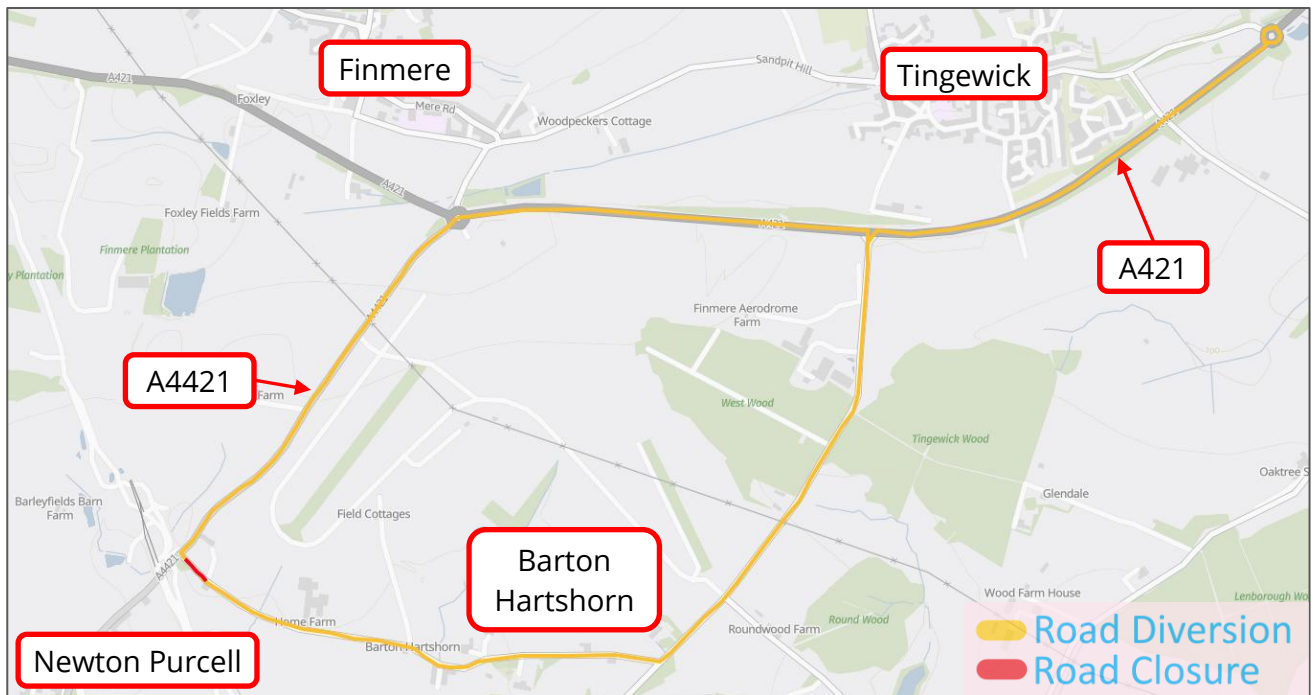 Finmere
Tingewick
Sandpit Hill
A421
Foxley
Mere Rd
Woodpeckers Cottage
A421
A421
Foxley Fields Farm
A421
A421
Finmere Plantation
y Plantation
Finmere Aerodrome
Farm
A4421
A4421
Farm
West Wood
Tingewick Wood
Oaktree S
Barleyfields Barn
Farm
Field Cottages
Glendale
Barton
Hartshorn
A4421
Wood Farm House
Lenborough Wo
Home Farm
Round Wood
Roundwood Farm
Barton Hartshorn
Newton Purcell
Road Diversion
Road Closure